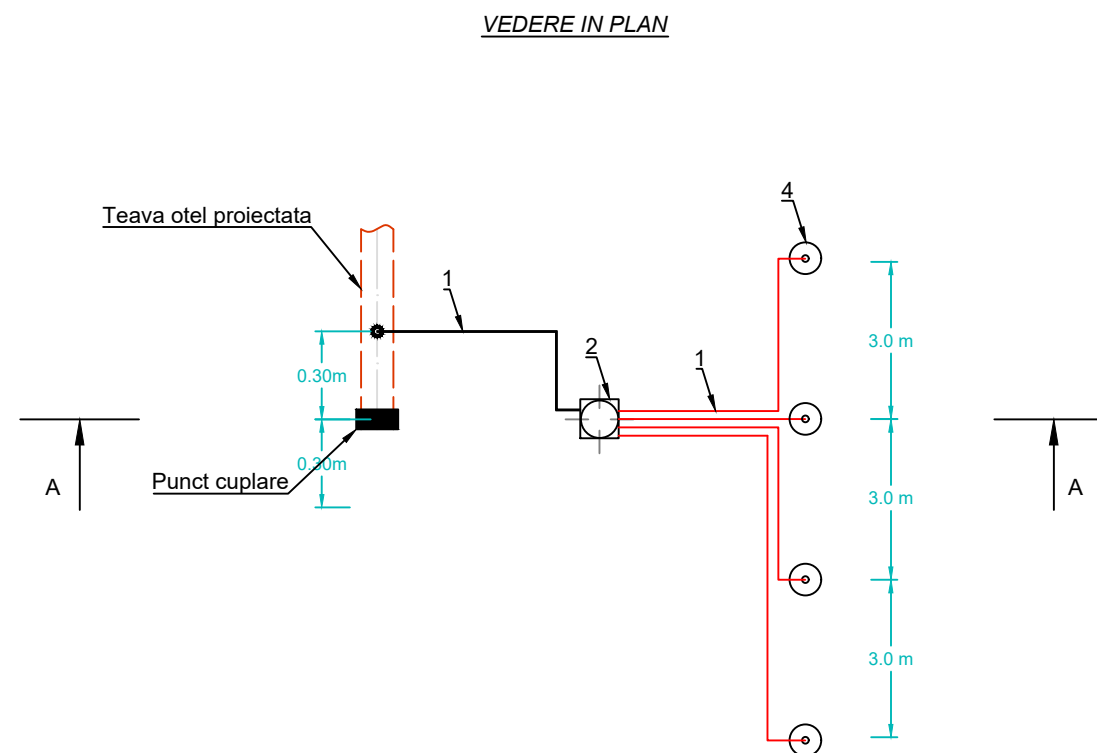 VEDERE IN PLAN
4
Teava otel proiectata
1
3.0 m
2
1
0.30m
0.30m
Punct cuplare
A
A
3.0 m
3.0 m